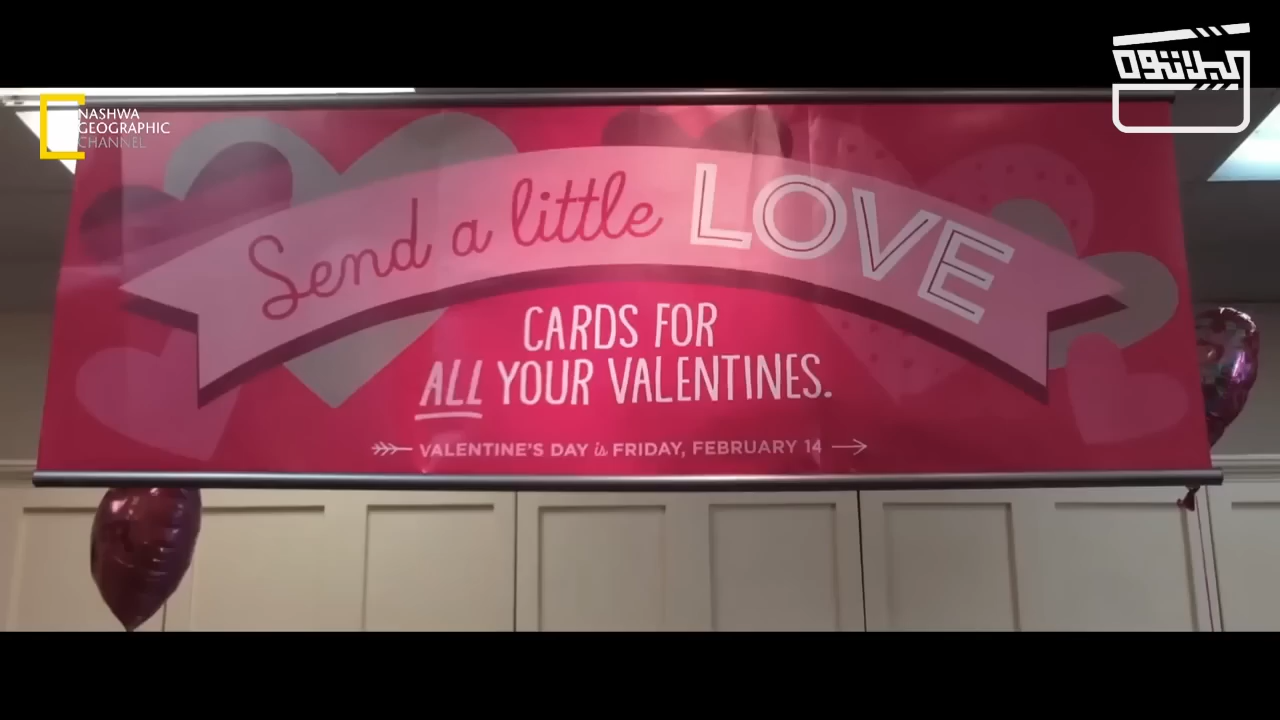 NASHWA
GEOGRAPHIC
CHANNEL
Send a little LOVE
CARDS FOR
ALL YOUR VALENTINES.
VALENTINE'S DAY is FRIDAY, FEBRUARY 14